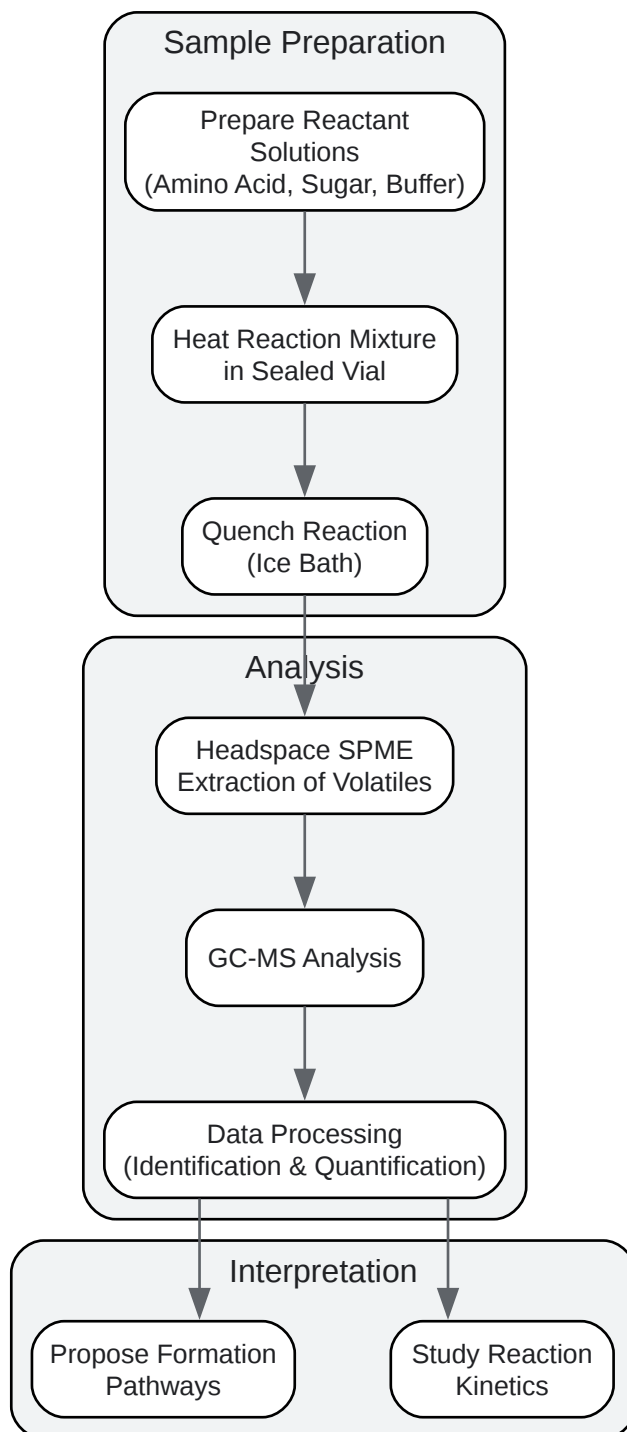 Sample Preparation
Prepare Reactant
Solutions
(Amino Acid, Sugar, Buffer)
Heat Reaction Mixture
in Sealed Vial
Quench Reaction
(Ice Bath)
Analysis
Headspace SPME
Extraction of Volatiles
GC-MS Analysis
Data Processing
(Identification & Quantification)
Interpretation
Propose Formation
Pathways
Study Reaction
Kinetics